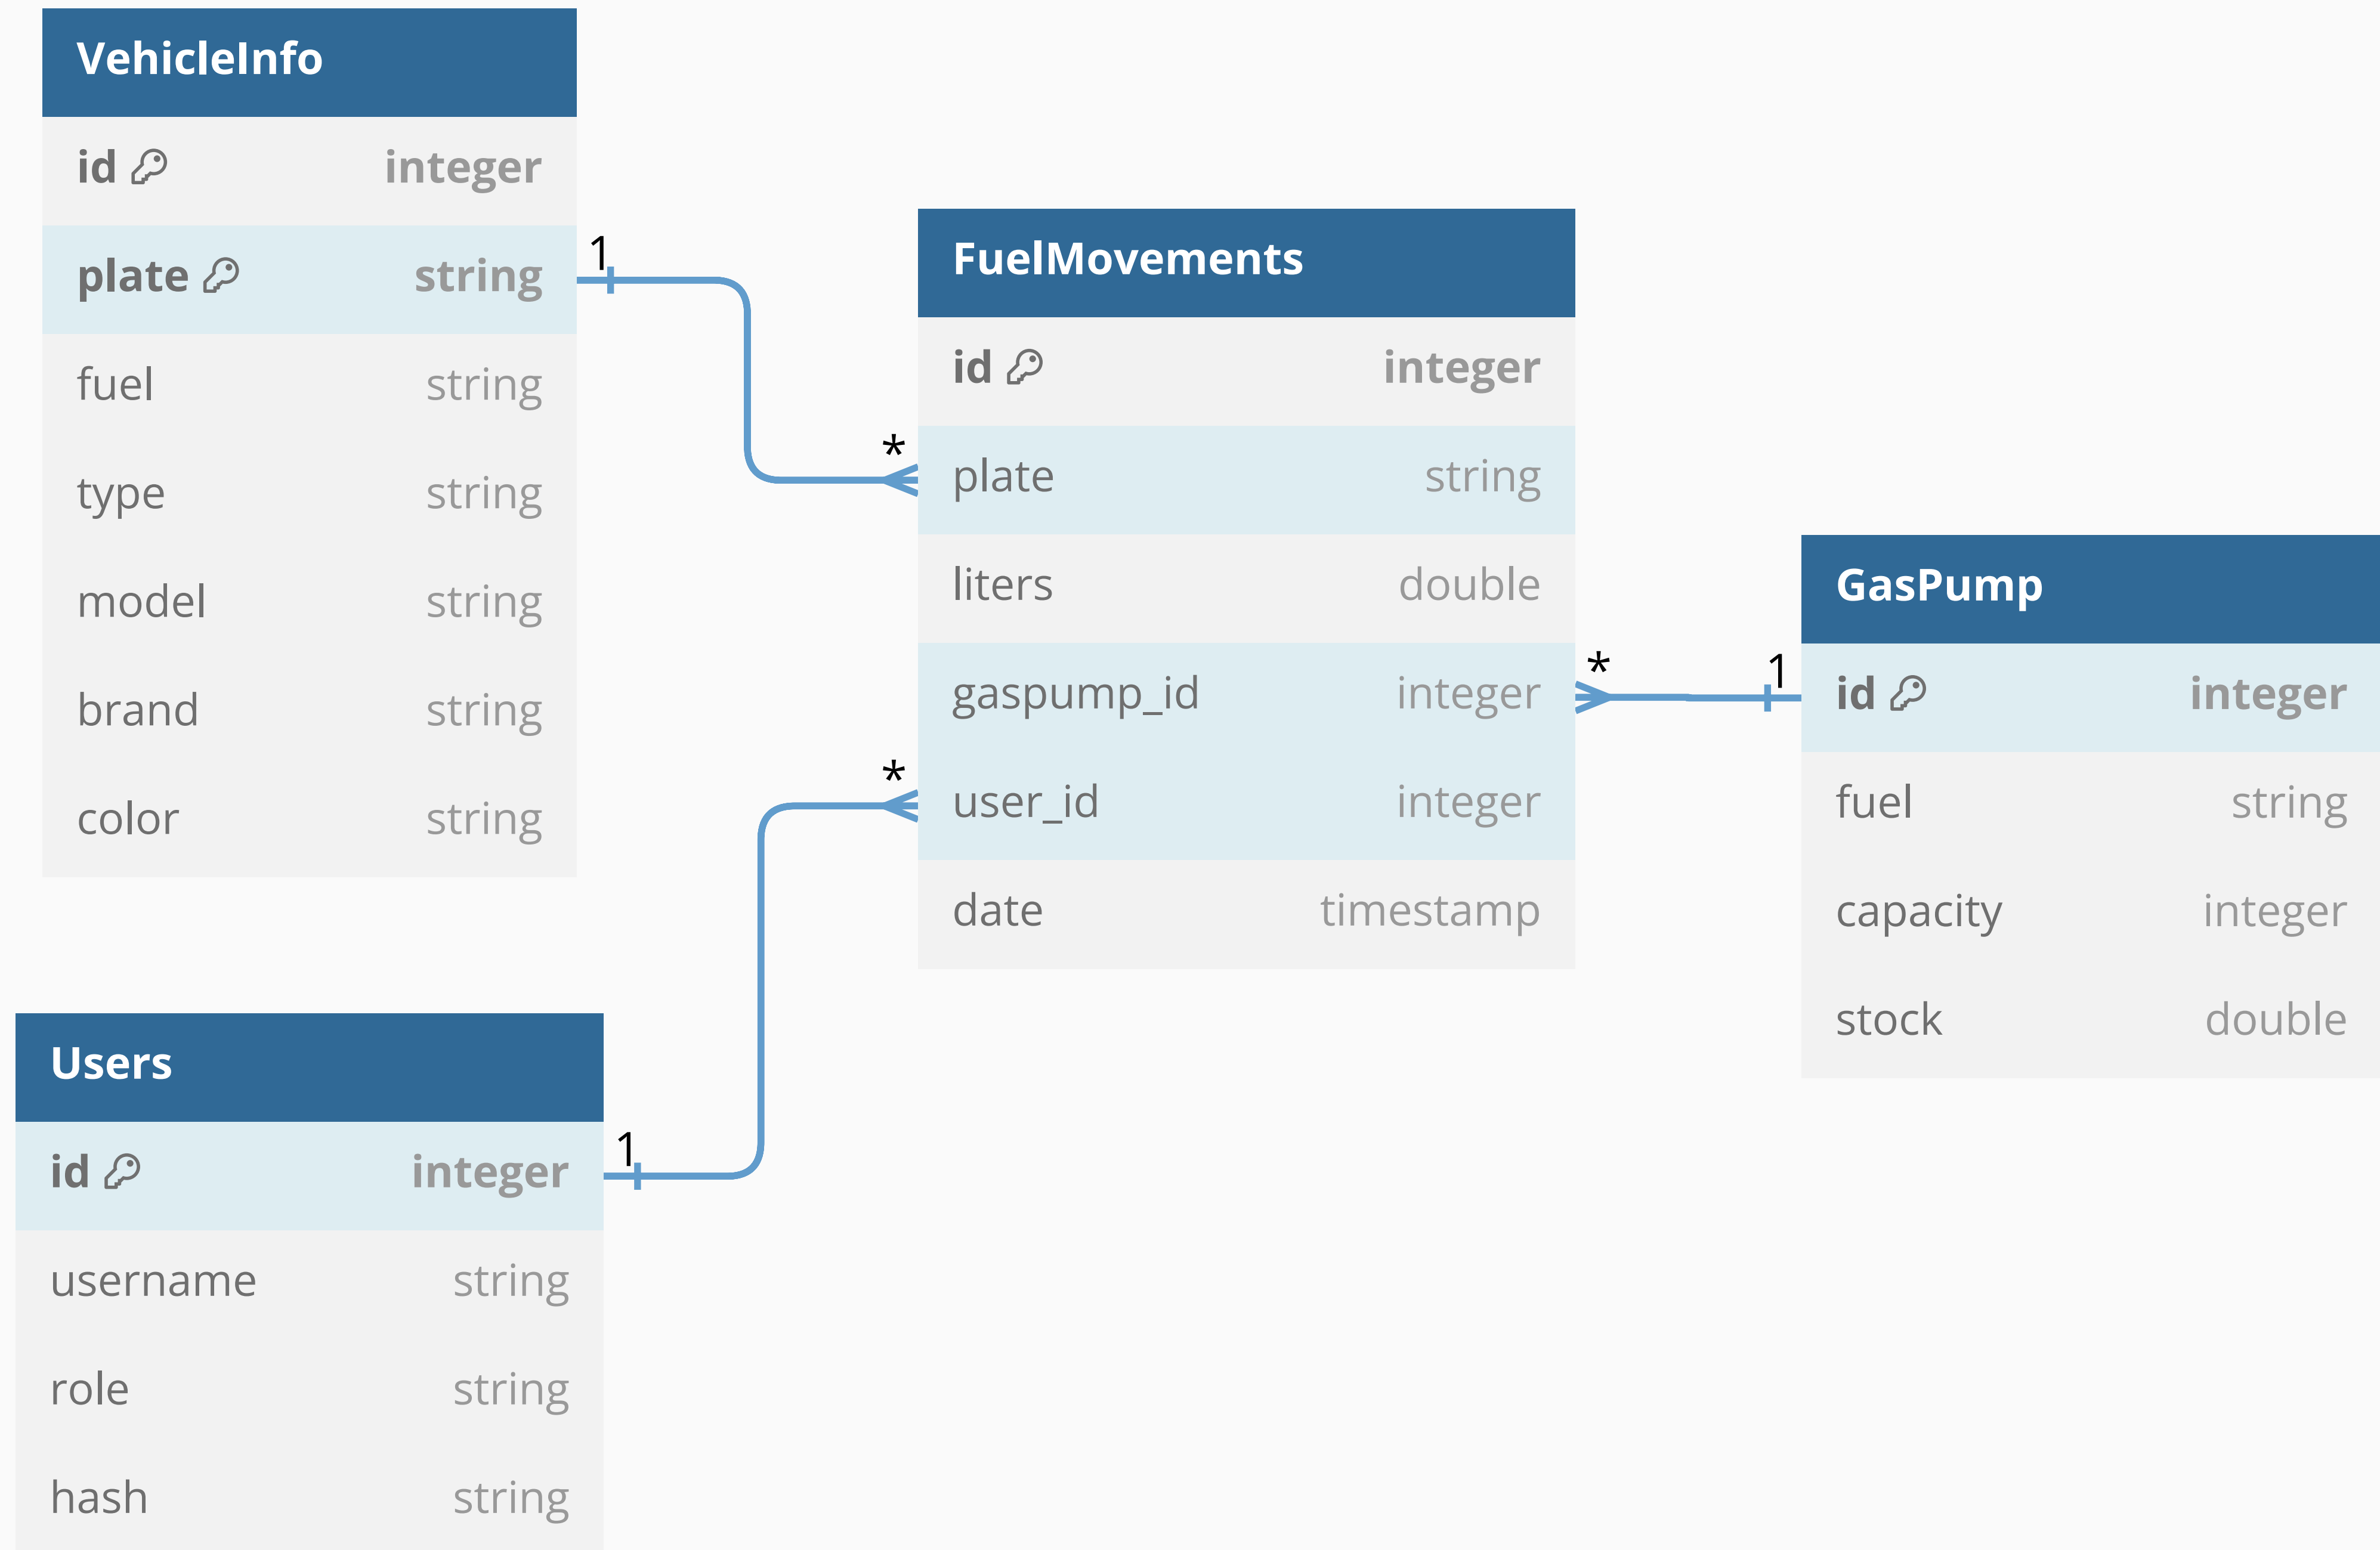 VehicleInfo
id integer
plate string
fuel string
type string
model string
brand string
color string
1
*
FuelMovements
id integer
plate string
liters double
gaspump_id integer
user_id integer
date timestamp
*
1
GasPump
id integer
fuel string
capacity integer
stock double
Users
id integer
username string
role string
hash string
1
*